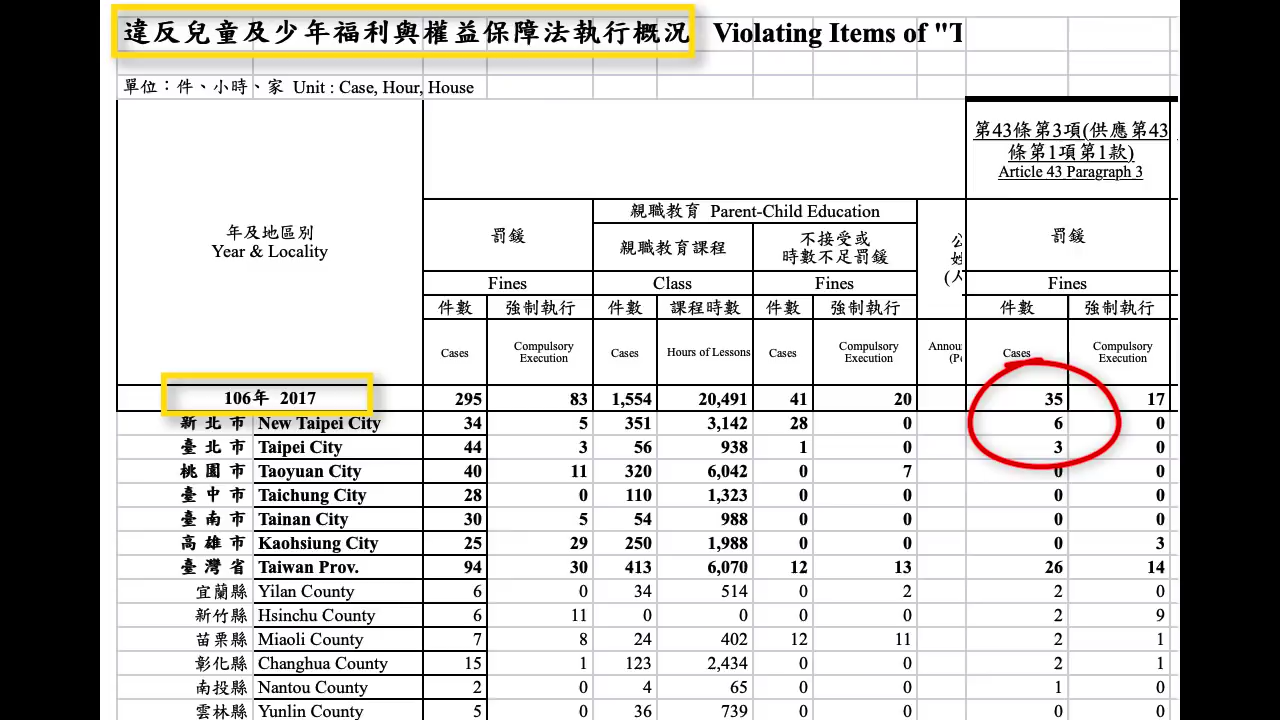 違反兒童及少年福利與權益保障法執行概況 Violating Items of "T
單位：件、小時、家 Unit : Case, Hour, House
第43條第3項(供應第43
條第1項第1款)
Article 43 Paragraph 3
年及地區別
Year & Locality
罰鍰
親職教育 Parent-Child Education
親職教育課程
不接受或
時數不足罰鍰
罰鍰
Fines Class Fines Fines
件數 強制執行 件數 課程時數 件數 強制執行 件數 強制執行
Cases Compulsory Execution Cases Hours of Lessons Cases Compulsory Execution Cases Compulsory Execution
106年 2017 295 83 1,554 20,491 41 20 35 17
新北市 New Taipei City 34 5 351 3,142 28 0 6 0
臺北市 Taipei City 44 3 56 938 1 0 3 0
桃園市 Taoyuan City 40 11 320 6,042 0 7 0 0
臺中市 Taichung City 28 0 110 1,323 0 0 0 0
臺南市 Tainan City 30 5 54 988 0 0 0 0
高雄市 Kaohsiung City 25 29 250 1,988 0 0 0 3
臺灣省 Taiwan Prov. 94 30 413 6,070 12 13 26 14
宜蘭縣 Yilan County 6 0 34 514 0 2 2 0
新竹縣 Hsinchu County 6 11 0 0 0 0 2 9
苗栗縣 Miaoli County 7 8 24 402 12 11 2 1
彰化縣 Changhua County 15 1 123 2,434 0 0 2 1
南投縣 Nantou County 2 0 4 65 0 0 1 0
雲林縣 Yunlin County 5 0 36 739 0 0 0 0